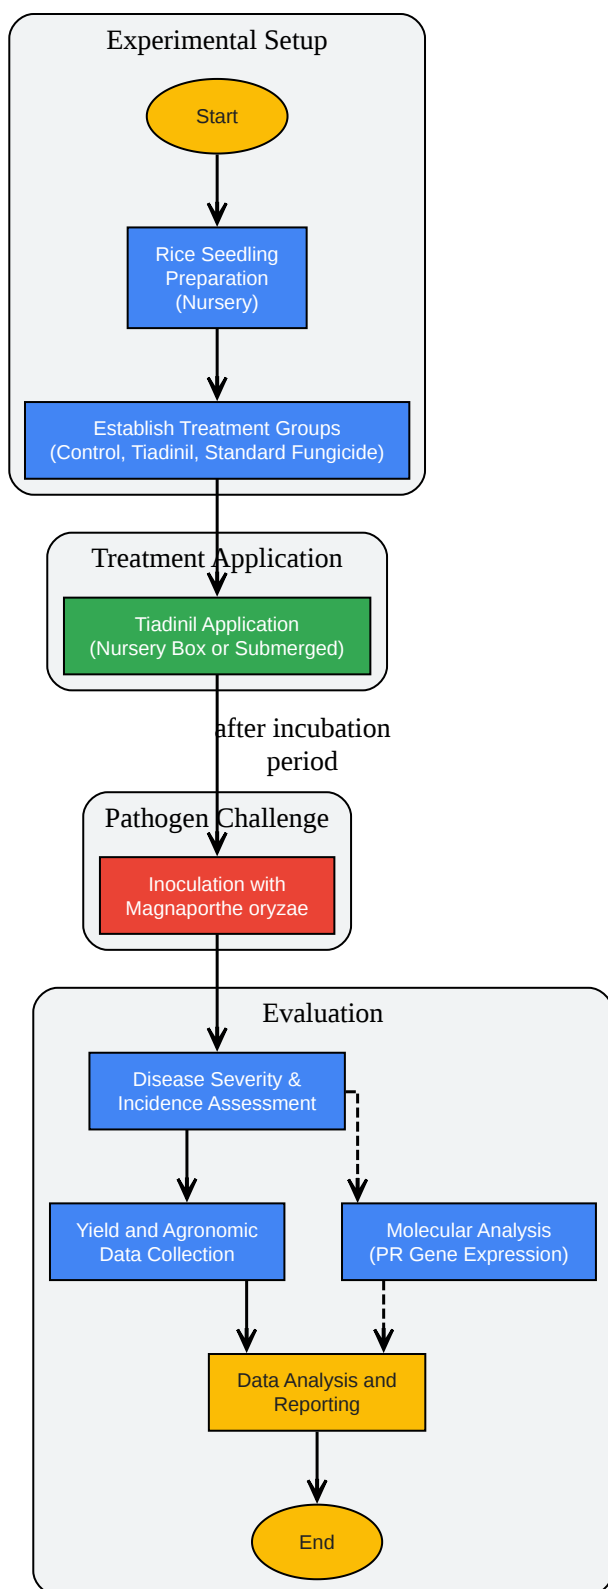 Experimental Setup
Start
Rice Seedling
Preparation
(Nursery)
Establish Treatment Groups
(Control, Tiadinil, Standard Fungicide)
Treatment Application
Tiadinil Application
(Nursery Box or Submerged)
after incubation
period
Pathogen Challenge
Inoculation with
Magnaporthe oryzae
Evaluation
Disease Severity &
Incidence Assessment
Yield and Agronomic
Data Collection
Molecular Analysis
(PR Gene Expression)
Data Analysis and
Reporting
End